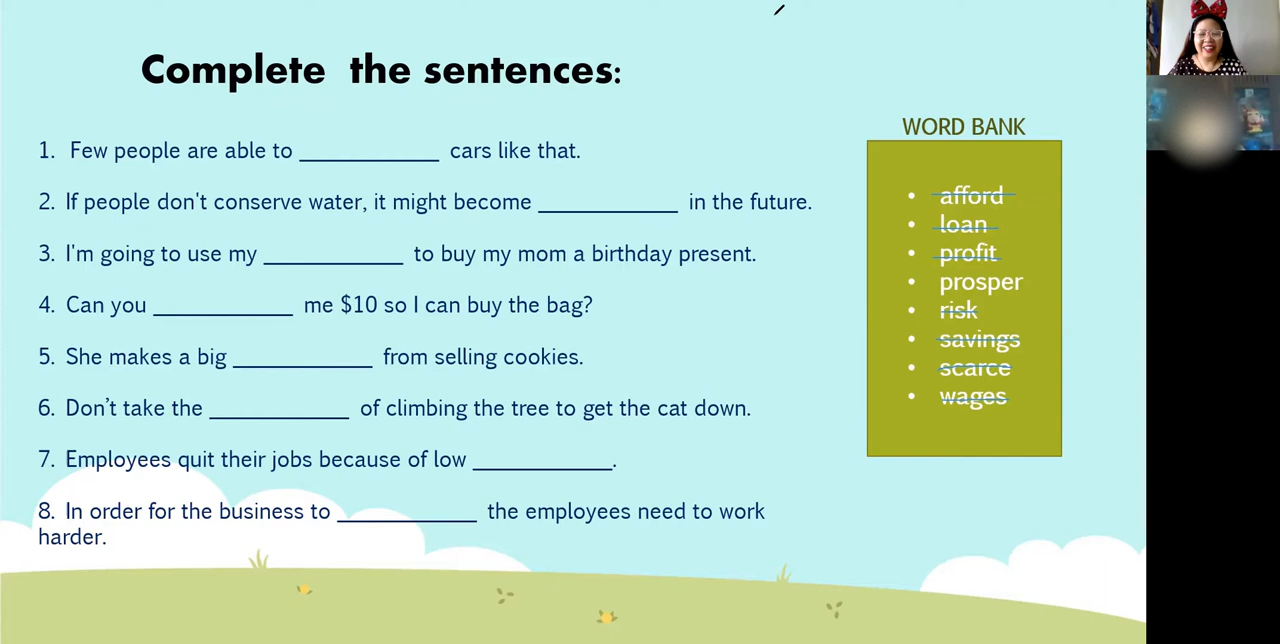 Complete the sentences:
1. Few people are able to ____________ cars like that.
2. If people don't conserve water, it might become ____________ in the future.
3. I'm going to use my ____________ to buy my mom a birthday present.
4. Can you ____________ me $10 so I can buy the bag?
5. She makes a big ____________ from selling cookies.
6. Don’t take the ____________ of climbing the tree to get the cat down.
7. Employees quit their jobs because of low ____________.
8. In order for the business to ____________ the employees need to work
harder.
WORD BANK
• afford
• loan
• profit
• prosper
• risk
• savings
• scarce
• wages